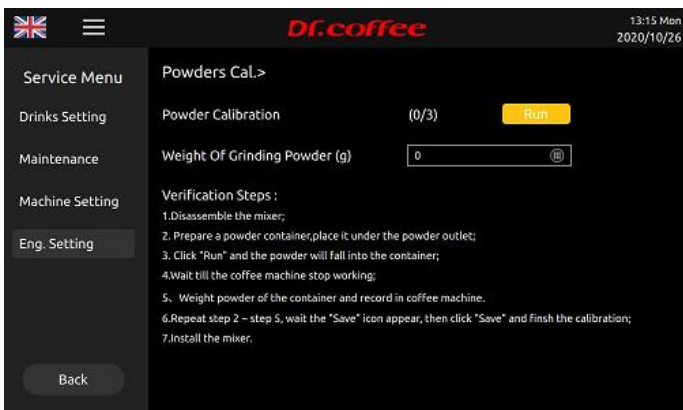 Dr.coffee
13:15 Mon
2020/10/26
Service Menu
Drinks Setting
Maintenance
Machine Setting
Eng. Setting
Back
Powders Cal.>
Powder Calibration (0/3) Run
Weight Of Grinding Powder (g) 0
Verification Steps :
1.Disassemble the mixer;
2. Prepare a powder container,place it under the powder outlet;
3. Click "Run" and the powder will fall into the container;
4.Wait till the coffee machine stop working;
5、Weight powder of the container and record in coffee machine.
6.Repeat step 2 – step 5, wait the "Save" icon appear, then click "Save" and finsh the calibration;
7.Install the mixer.